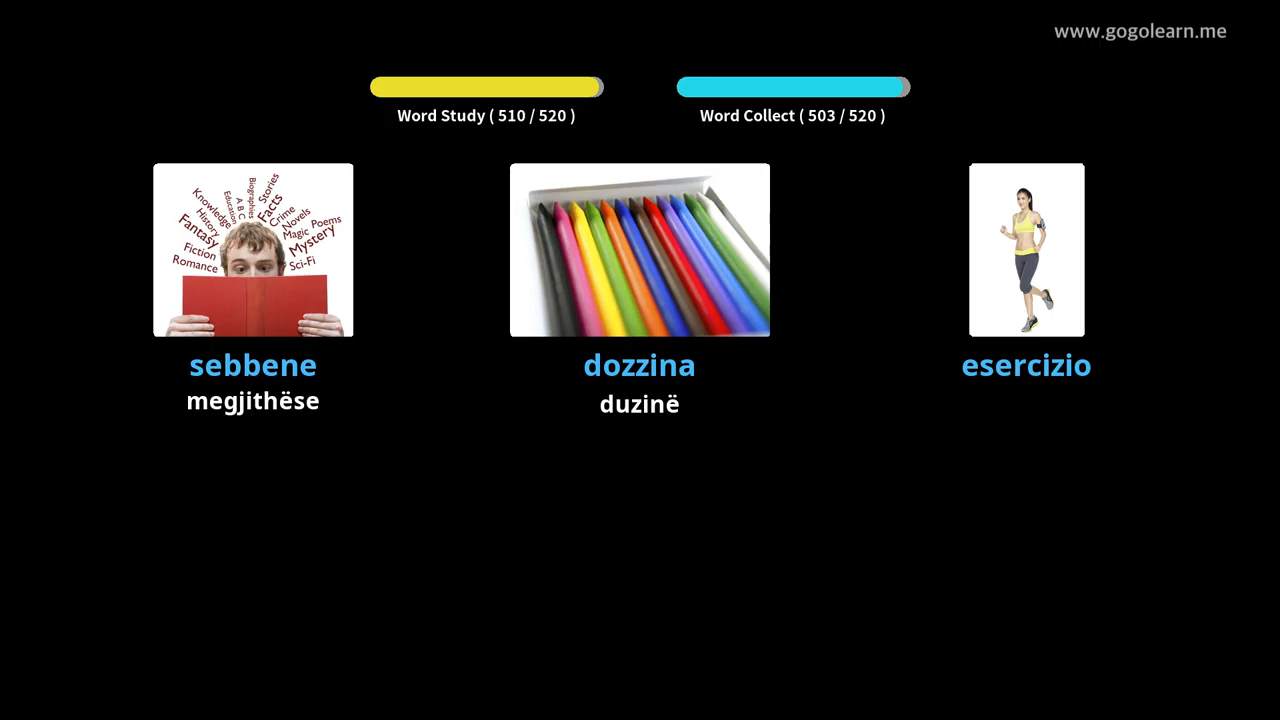 www.gogolearn.me
Word Study ( 510 / 520 )
Word Collect ( 503 / 520 )
Knowledge
History
Fantasy
Fiction
Romance
Education
A B C
Biographies
Stories
Facts
Crime
Novels
Magic Poems
Mystery
Sci-Fi
sebbene
dozzina
esercizio
megjithëse
duzinë